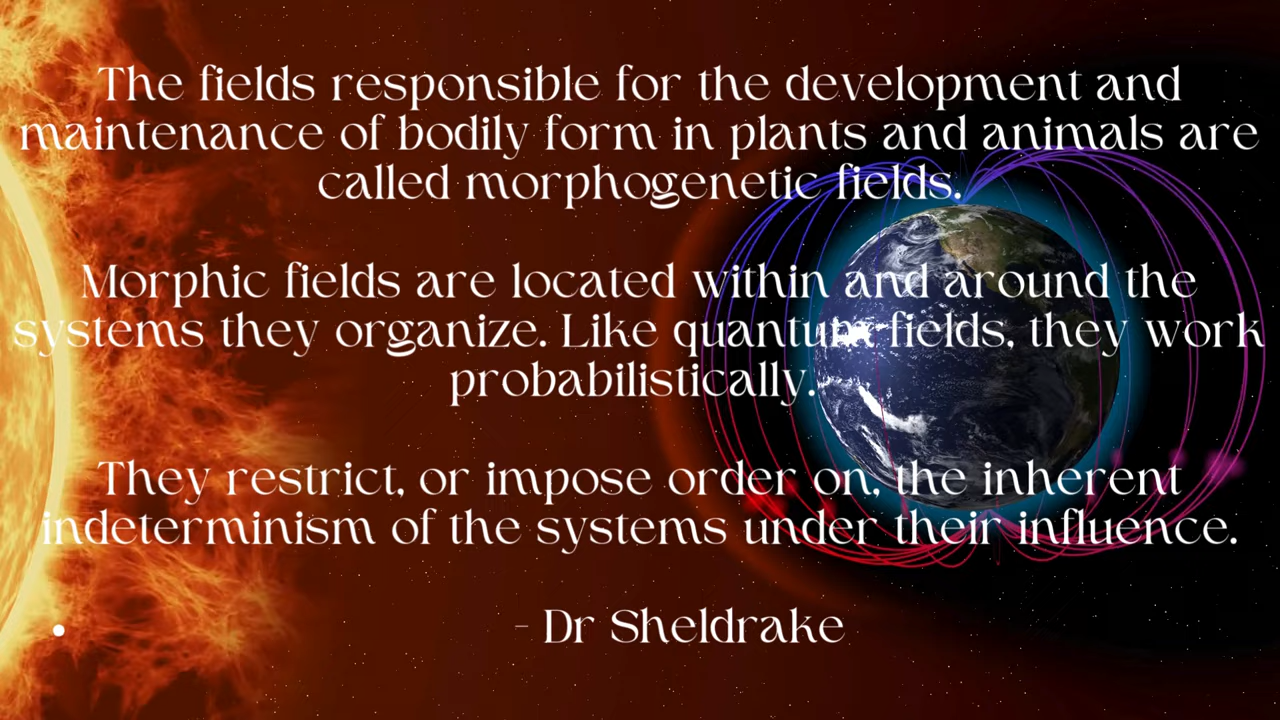 The fields responsible for the development and
maintenance of bodily form in plants and animals are
called morphogenetic fields.
Morphic fields are located within and around the
systems they organize. Like quantum fields, they work
probabilistically.
They restrict, or impose order on, the inherent
indeterminism of the systems under their influence.
- Dr Sheldrake